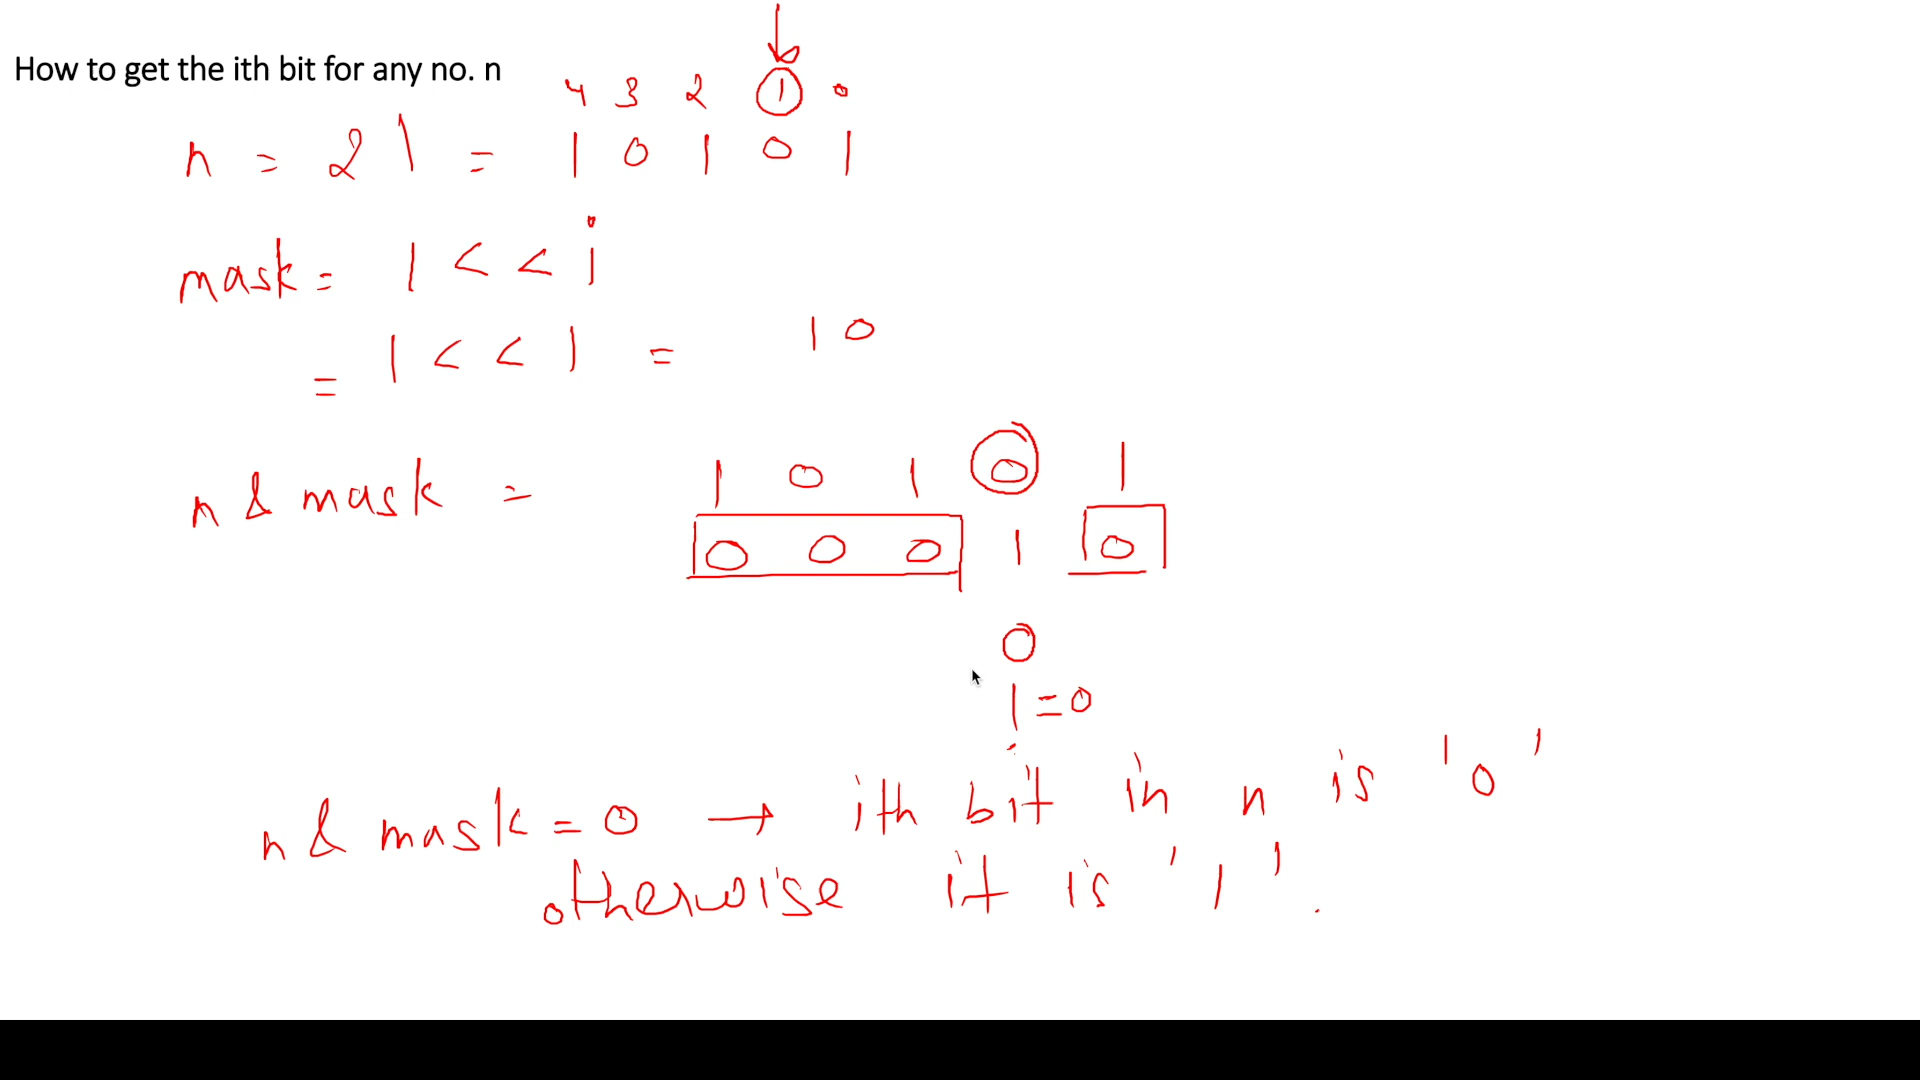 How to get the ith bit for any no. n
4 3 2 1 0
n = 21 = 1 0 1 0 1
mask = 1 << i
= 1 << 1 = 10
n & mask = 1 0 1 0 1
0 0 0 1 0
0
1 = 0
n & mask = 0 → ith bit in n is '0'
otherwise it is '1'.